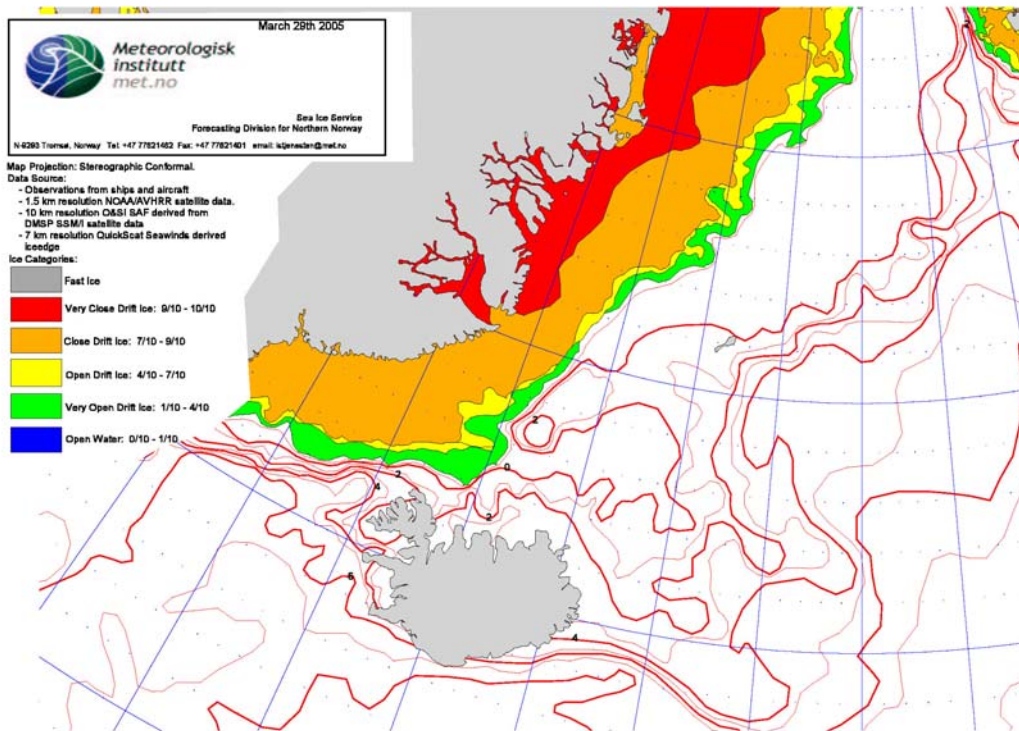 March 29th 2005
Meteorologisk
institutt
met.no
Sea Ice Service
Forecasting Division for Northern Norway
N-9293 Tromsø, Norway Tel: +47 77621462 Fax: +47 77621401 email: istjenesten@met.no
Map Projection: Stereographic Conformal.
Data Source:
- Observations from ships and aircraft
- 1.5 km resolution NOAA/AVHRR satellite data.
- 10 km resolution O&SI SAF derived from
DMSP SSM/I satellite data
- 7 km resolution QuickScat Seawinds derived
iceedge
Ice Categories:
Fast Ice
Very Close Drift Ice: 9/10 - 10/10
Close Drift Ice: 7/10 - 9/10
Open Drift Ice: 4/10 - 7/10
Very Open Drift Ice: 1/10 - 4/10
Open Water: 0/10 - 1/10
2
2
0
2
4
2
6
4